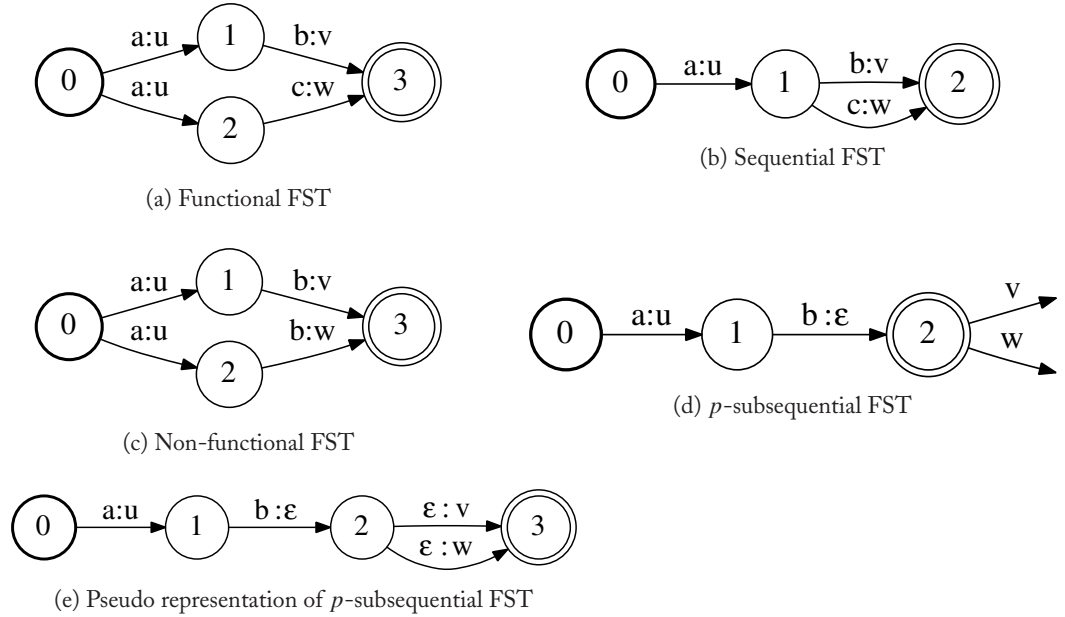 a:u 1 b:v
0 3
a:u 2 c:w
(a) Functional FST
0 a:u 1 b:v 2
c:w
(b) Sequential FST
a:u 1 b:v
0 3
a:u 2 b:w
(c) Non-functional FST
0 a:u 1 b :ε 2 v
w
(d) p-subsequential FST
0 a:u 1 b :ε 2 ε : v 3
ε : w
(e) Pseudo representation of p-subsequential FST